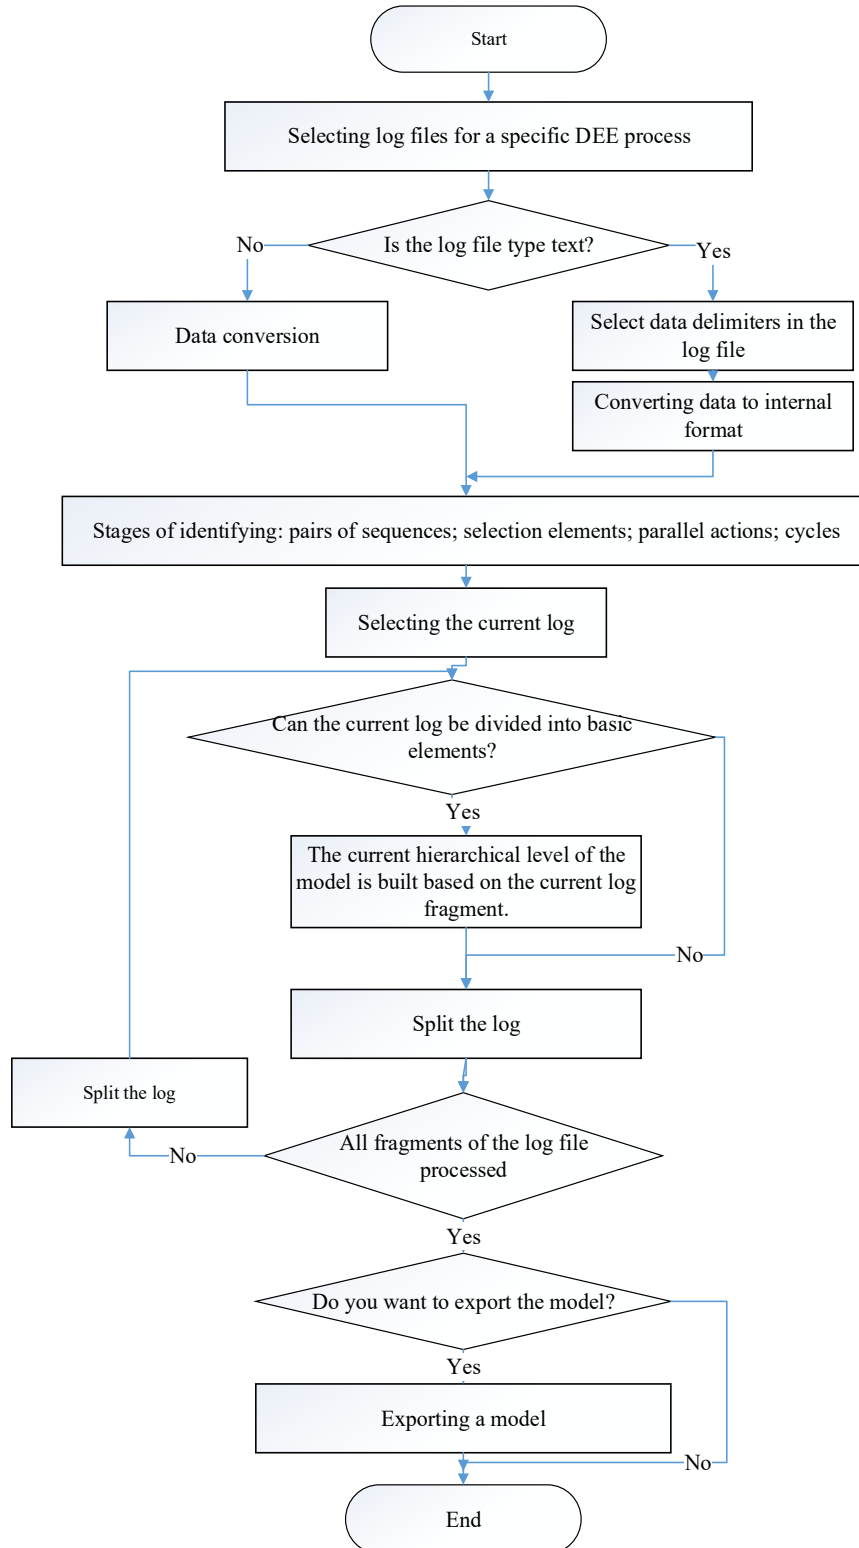 Start
Selecting log files for a specific DEE process
Is the log file type text?
No
Yes
Data conversion
Select data delimiters in the
log file
Converting data to internal
format
Stages of identifying: pairs of sequences; selection elements; parallel actions; cycles
Selecting the current log
Can the current log be divided into basic
elements?
Yes
The current hierarchical level of the
model is built based on the current log
fragment.
No
Split the log
Split the log
All fragments of the log file
processed
No
Yes
Do you want to export the model?
Yes
Exporting a model
No
End